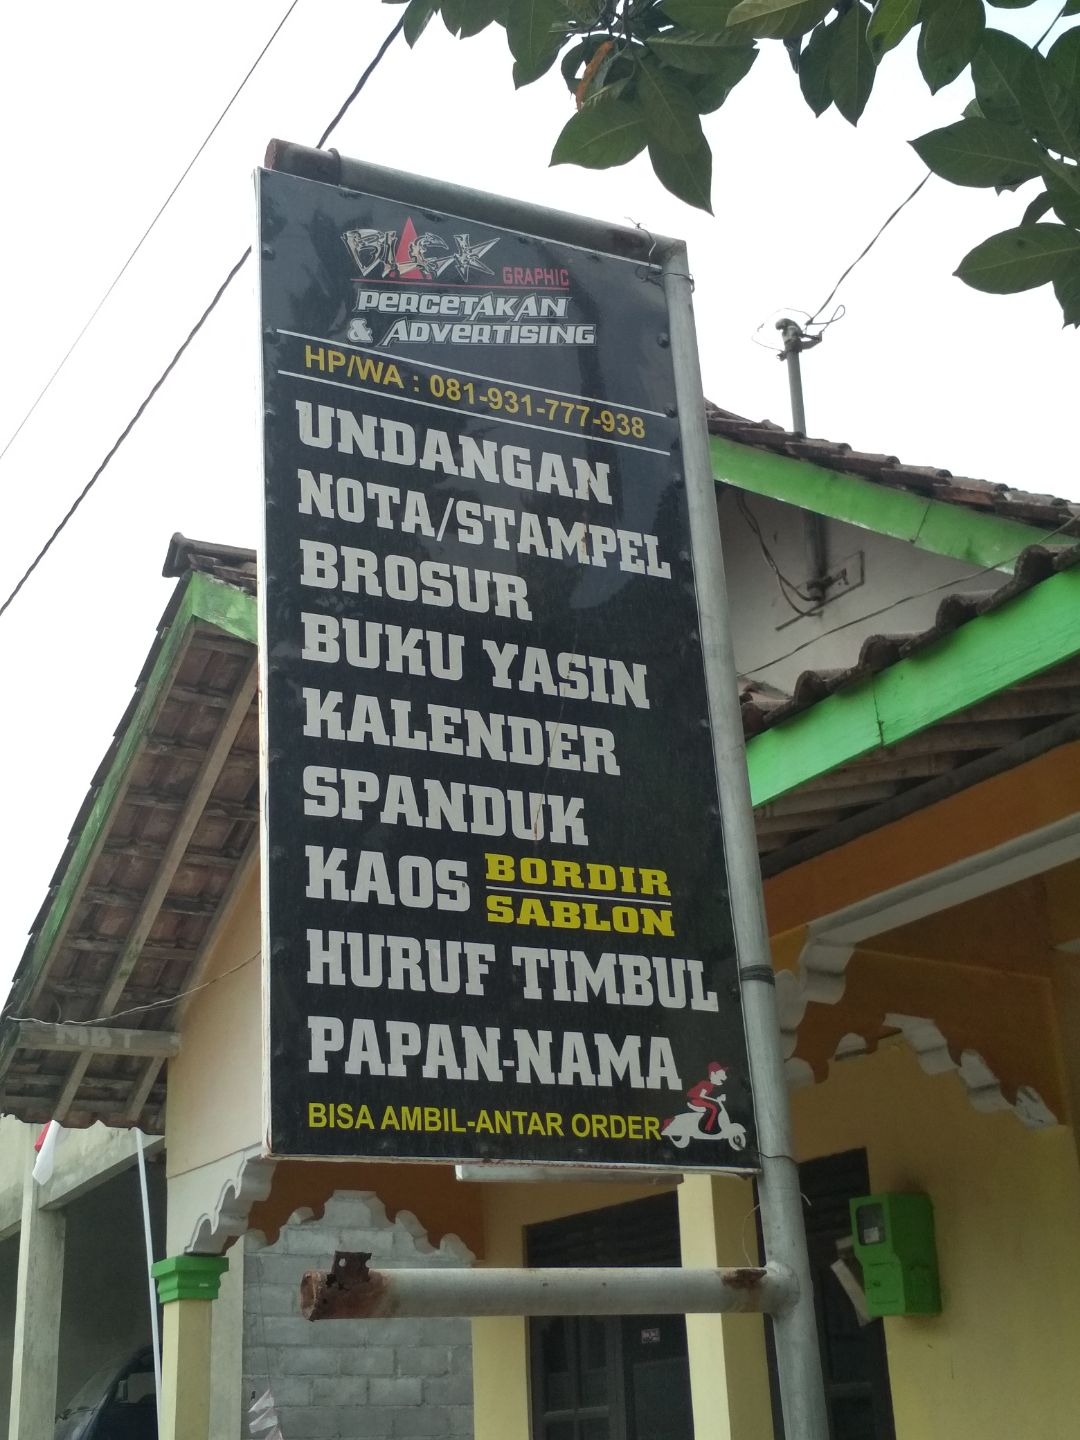 BLACK GRAPHIC
PERCETAKAN
& ADVERTISING
HP/WA : 081-931-777-938
UNDANGAN
NOTA/STAMPEL
BROSUR
BUKU YASIN
KALENDER
SPANDUK
KAOS BORDIR
SABLON
HURUF TIMBUL
PAPAN-NAMA
BISA AMBIL-ANTAR ORDER